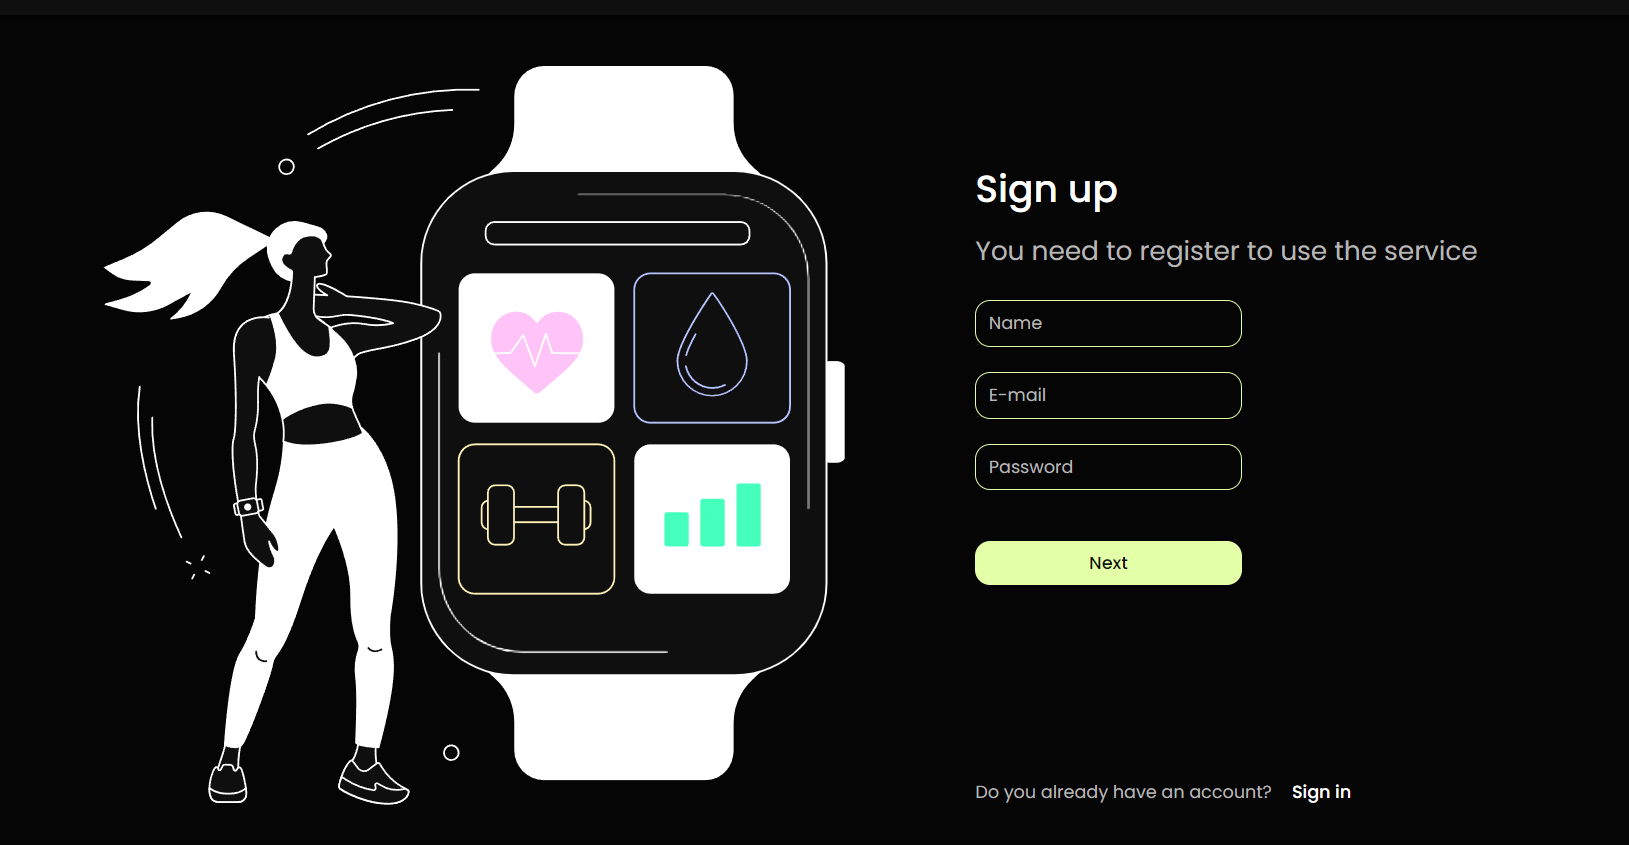 Sign up
You need to register to use the service
Name
E-mail
Password
Next
Do you already have an account? Sign in